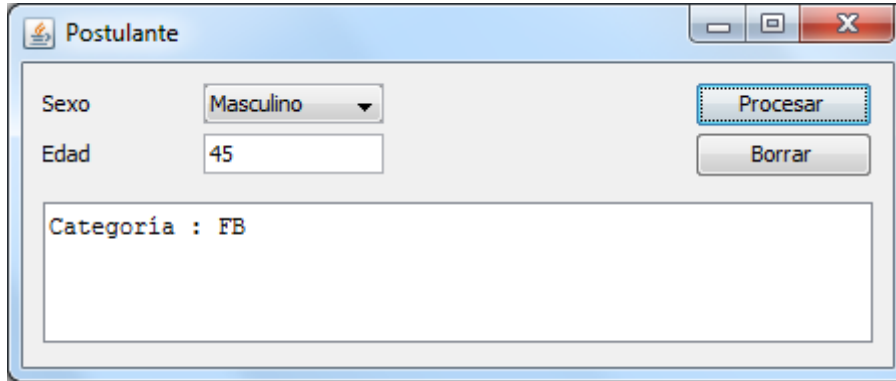 Postulante
Sexo Masculino Procesar
Edad 45 Borrar
Categoría : FB